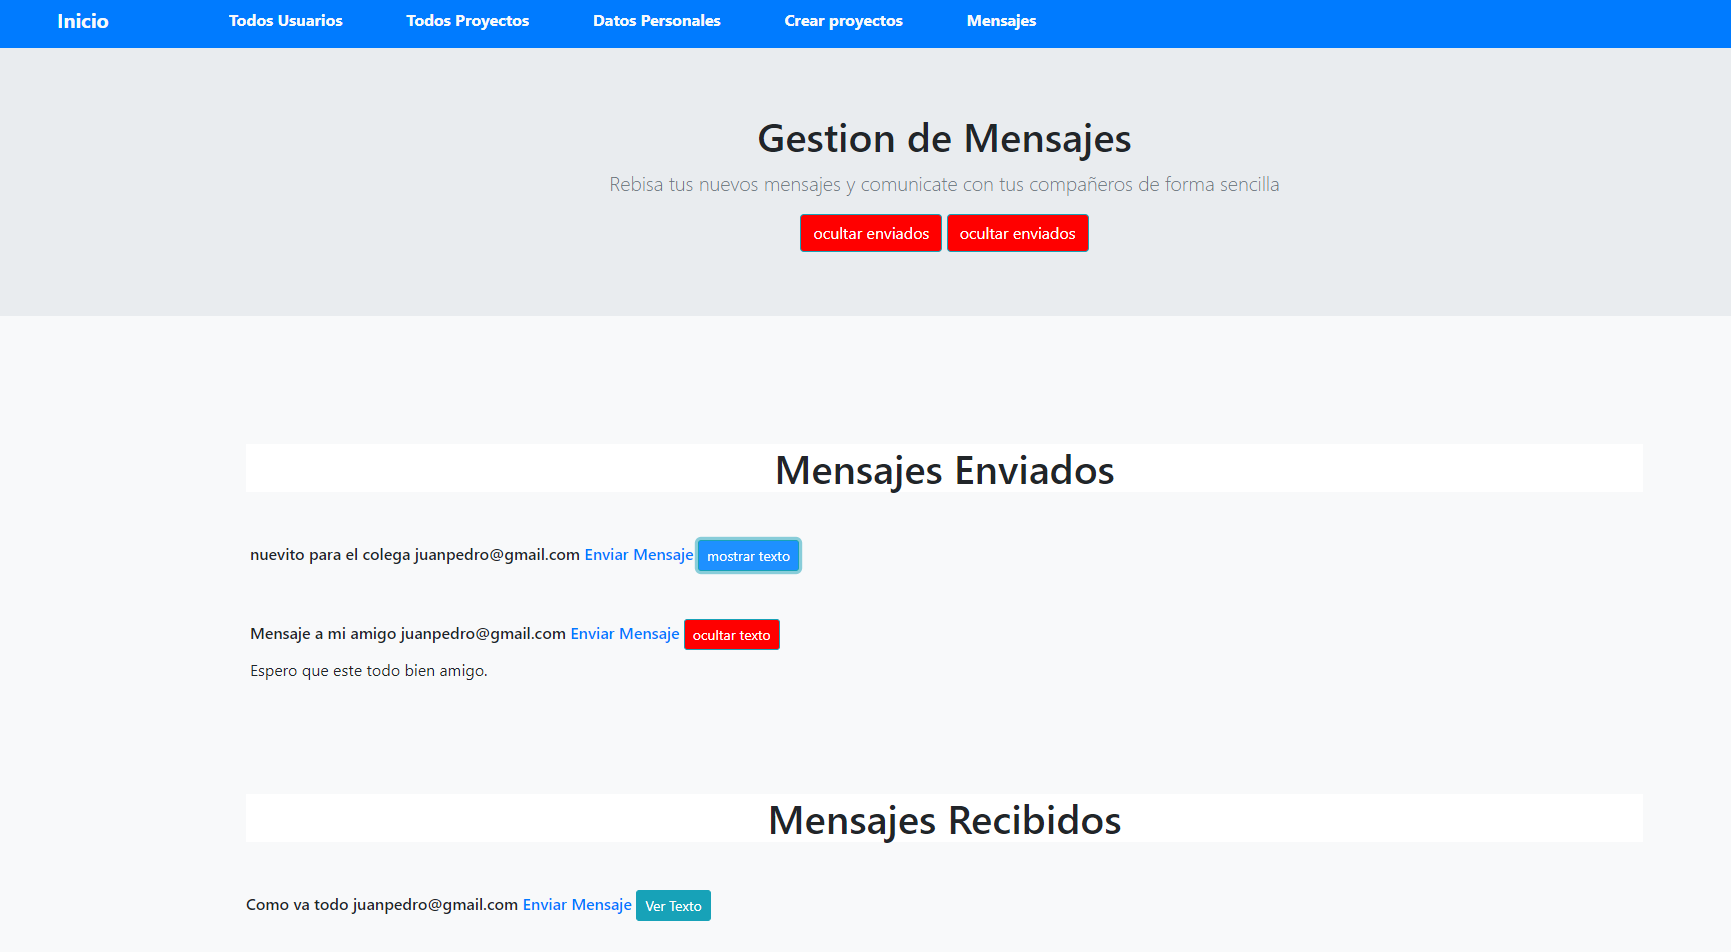 Inicio Todos Usuarios Todos Proyectos Datos Personales Crear proyectos Mensajes
Gestion de Mensajes
Rebisa tus nuevos mensajes y comunicate con tus compañeros de forma sencilla
ocultar enviados ocultar enviados
Mensajes Enviados
nuevito para el colega juanpedro@gmail.com Enviar Mensaje mostrar texto
Mensaje a mi amigo juanpedro@gmail.com Enviar Mensaje ocultar texto
Espero que este todo bien amigo.
Mensajes Recibidos
Como va todo juanpedro@gmail.com Enviar Mensaje Ver Texto